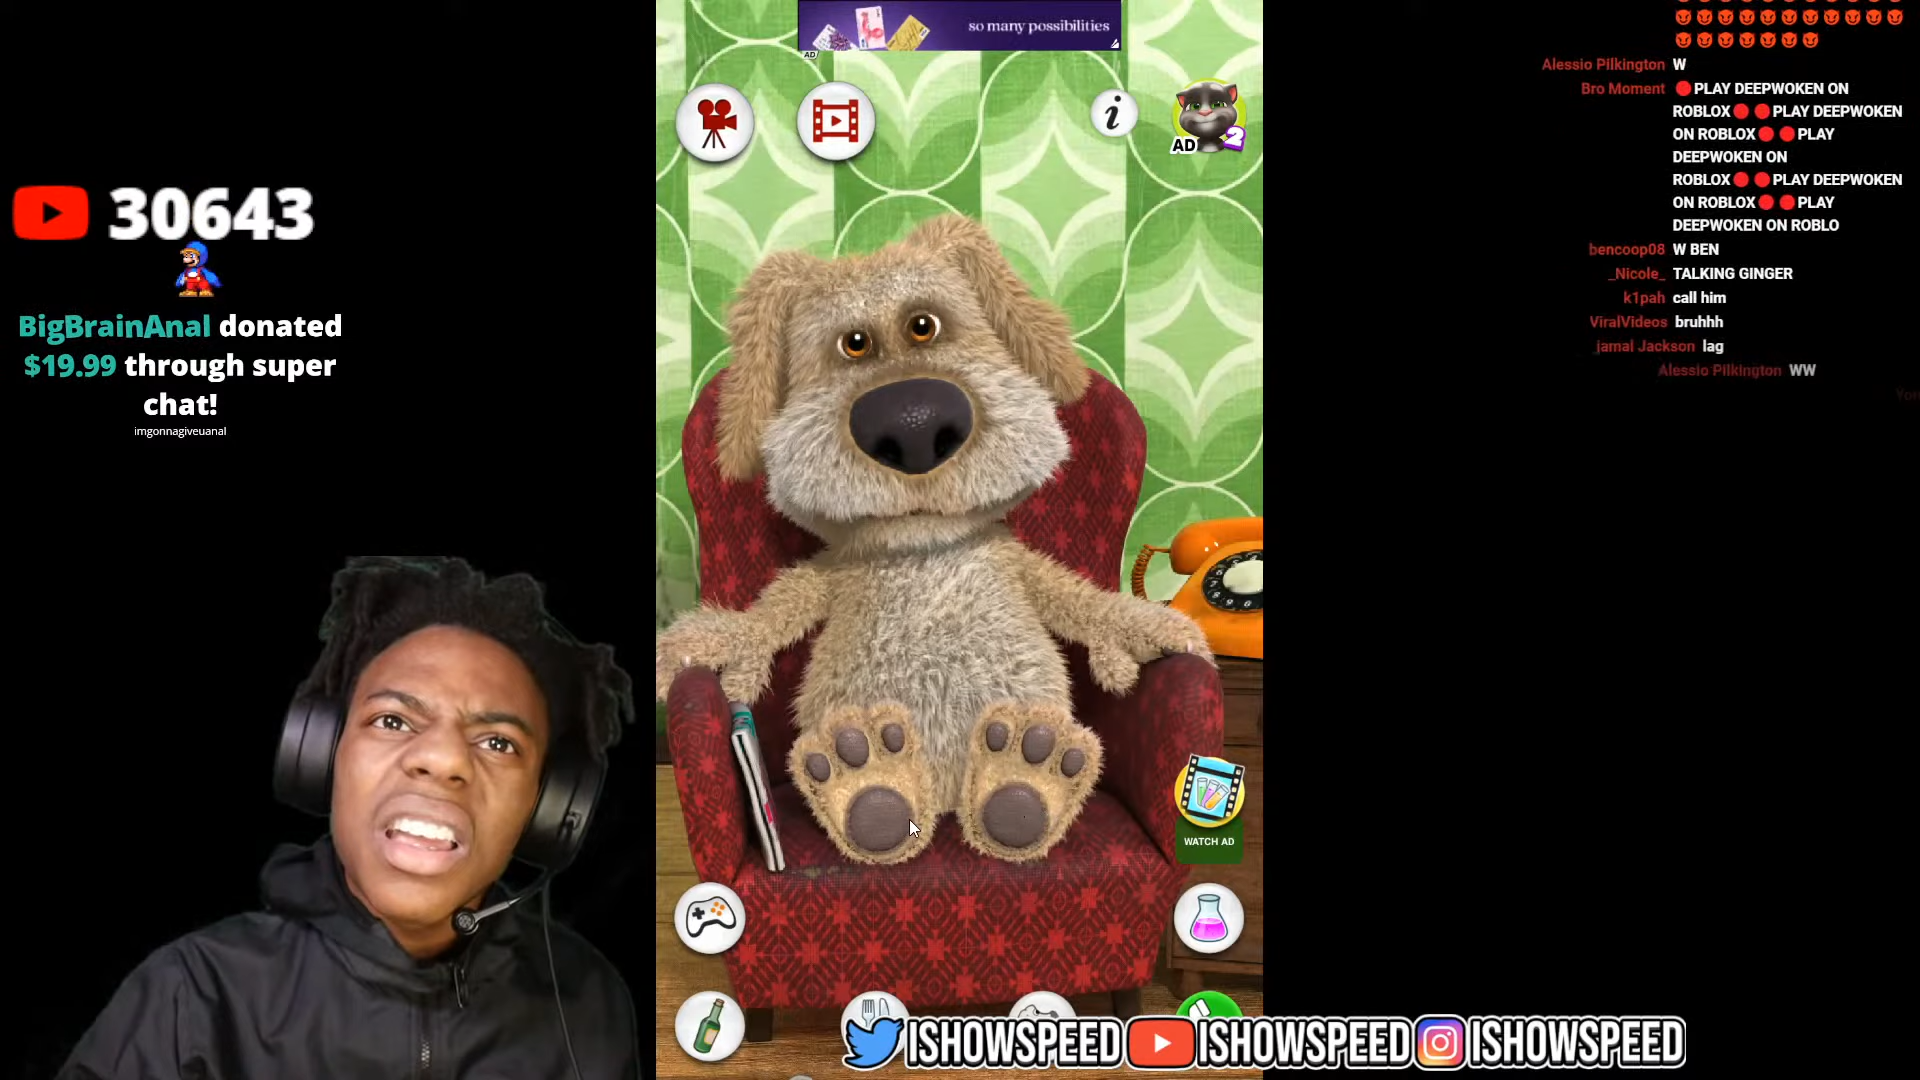 so many possibilities
AD
AD
2
30643
BigBrainAnal donated
$19.99 through super
chat!
imgonnagiveuanal
Alessio Pilkington W
Bro Moment 🔴PLAY DEEPWOKEN ON
ROBLOX🔴 🔴PLAY DEEPWOKEN
ON ROBLOX🔴 🔴PLAY
DEEPWOKEN ON
ROBLOX🔴 🔴PLAY DEEPWOKEN
ON ROBLOX🔴 🔴PLAY
DEEPWOKEN ON ROBLO
bencoop08 W BEN
_Nicole_ TALKING GINGER
k1pah call him
ViralVideos bruhhh
jamal Jackson lag
Alessio Pilkington WW
WATCH AD
ISHOWSPEED ISHOWSPEED ISHOWSPEED